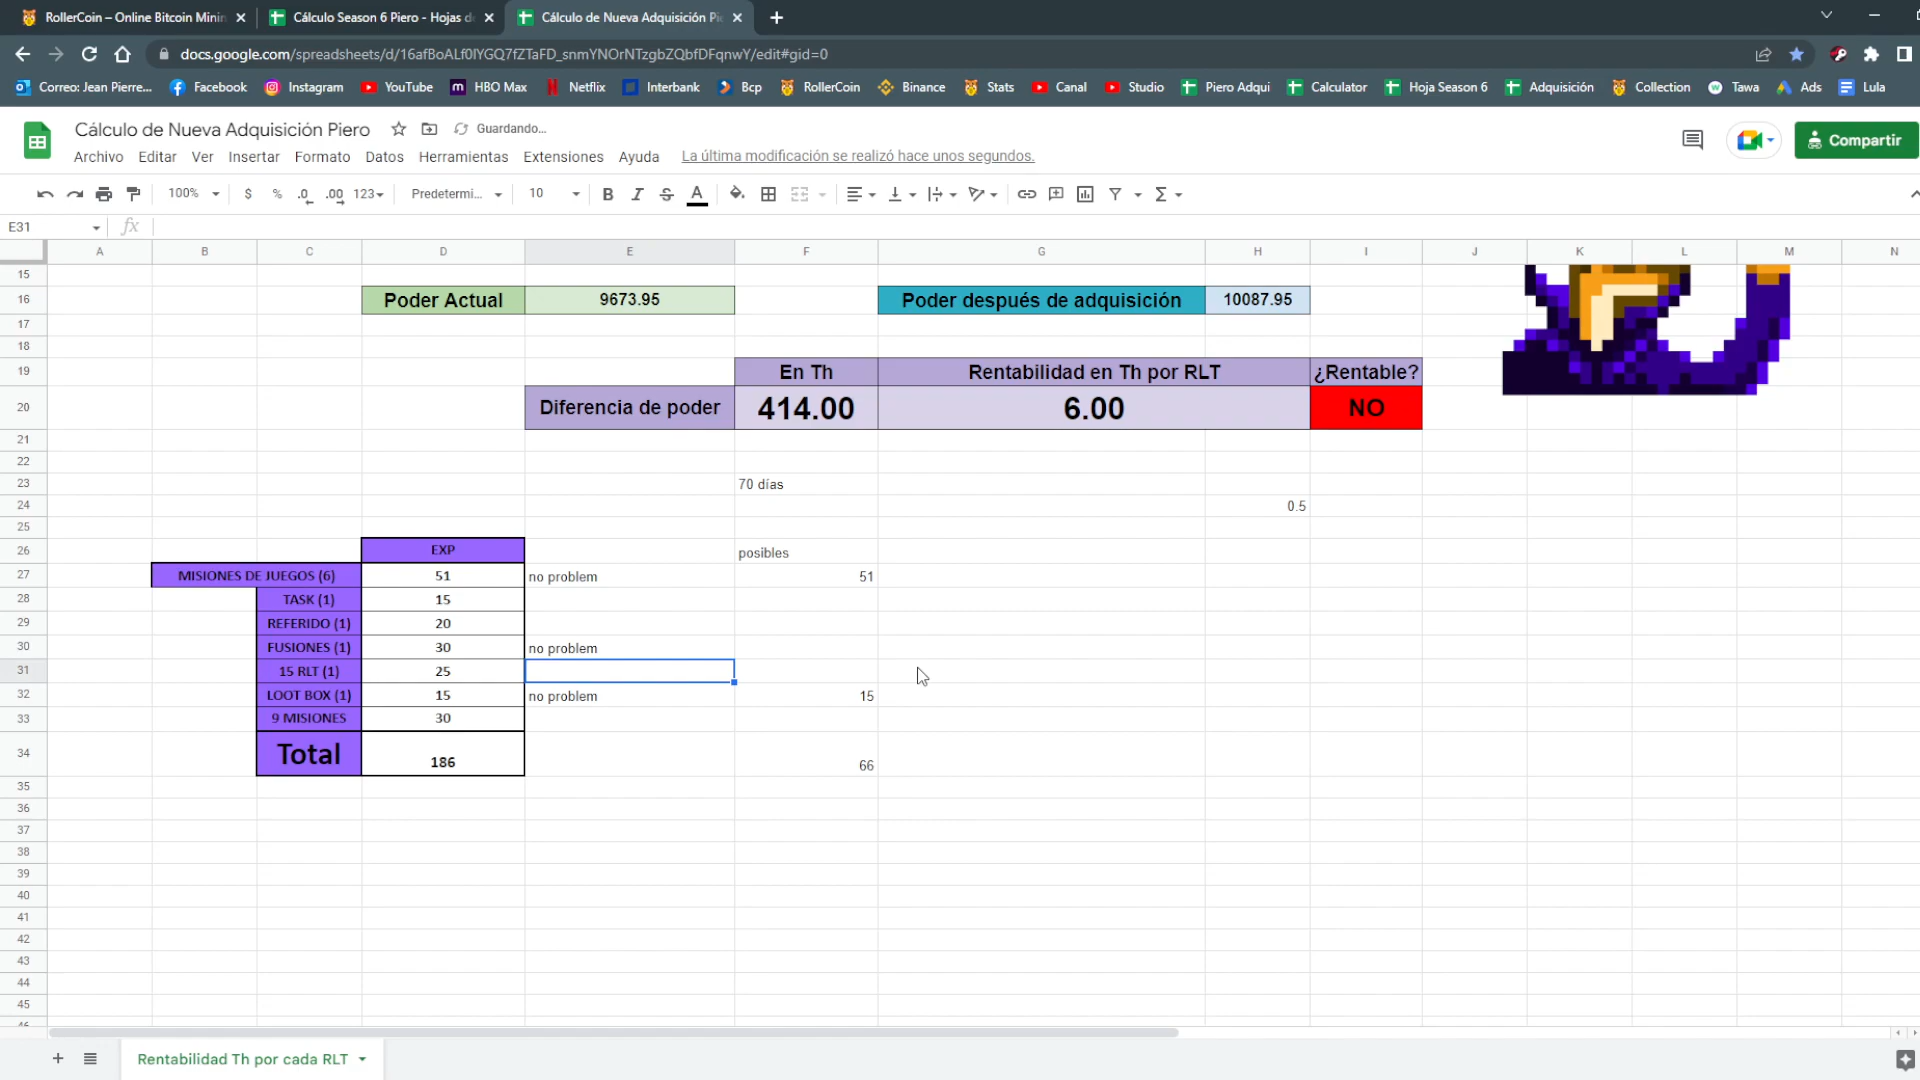 RollerCoin – Online Bitcoin Minin
Cálculo Season 6 Piero - Hojas d
Cálculo de Nueva Adquisición Pi
docs.google.com/spreadsheets/d/16afBoALf0lYGQ7fZTaFD_snmYNOrNTzgbZQbfDFqnwY/edit#gid=0
Correo: Jean Pierre... Facebook Instagram YouTube HBO Max Netflix Interbank Bcp RollerCoin Binance Stats Canal Studio Piero Adqui Calculator Hoja Season 6 Adquisición Collection Tawa Ads Lula
Cálculo de Nueva Adquisición Piero Guardando...
Compartir
Archivo Editar Ver Insertar Formato Datos Herramientas Extensiones Ayuda La última modificación se realizó hace unos segundos.
100% $ % .0 .00 123 Predetermi... 10 B I S A Σ
E31 fx
A B C D E F G H I J K L M N
15
16 Poder Actual 9673.95 Poder después de adquisición 10087.95
17
18
19 En Th Rentabilidad en Th por RLT ¿Rentable?
20 Diferencia de poder 414.00 6.00 NO
21
22
23 70 días
24 0.5
25
26 EXP posibles
27 MISIONES DE JUEGOS (6) 51 no problem 51
28 TASK (1) 15
29 REFERIDO (1) 20
30 FUSIONES (1) 30 no problem
31 15 RLT (1) 25
32 LOOT BOX (1) 15 no problem 15
33 9 MISIONES 30
34 Total 186 66
35
36
37
38
39
40
41
42
43
44
45
46
Rentabilidad Th por cada RLT